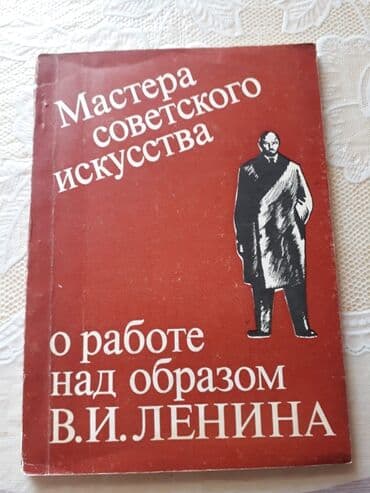 Мастера
советского
искусства
о работе
над образом
В.И.ЛЕНИНА